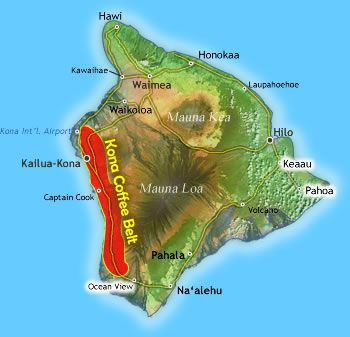 Hawi
Honokaa
Kawaihae
Waimea
Laupahoehoe
Waikoloa
Mauna Kea
Kona Int'l. Airport
Hilo
Kailua-Kona
Kona Coffee Belt
Keaau
Mauna Loa
Pahoa
Captain Cook
Volcano
Pahala
Ocean View
Na'alehu